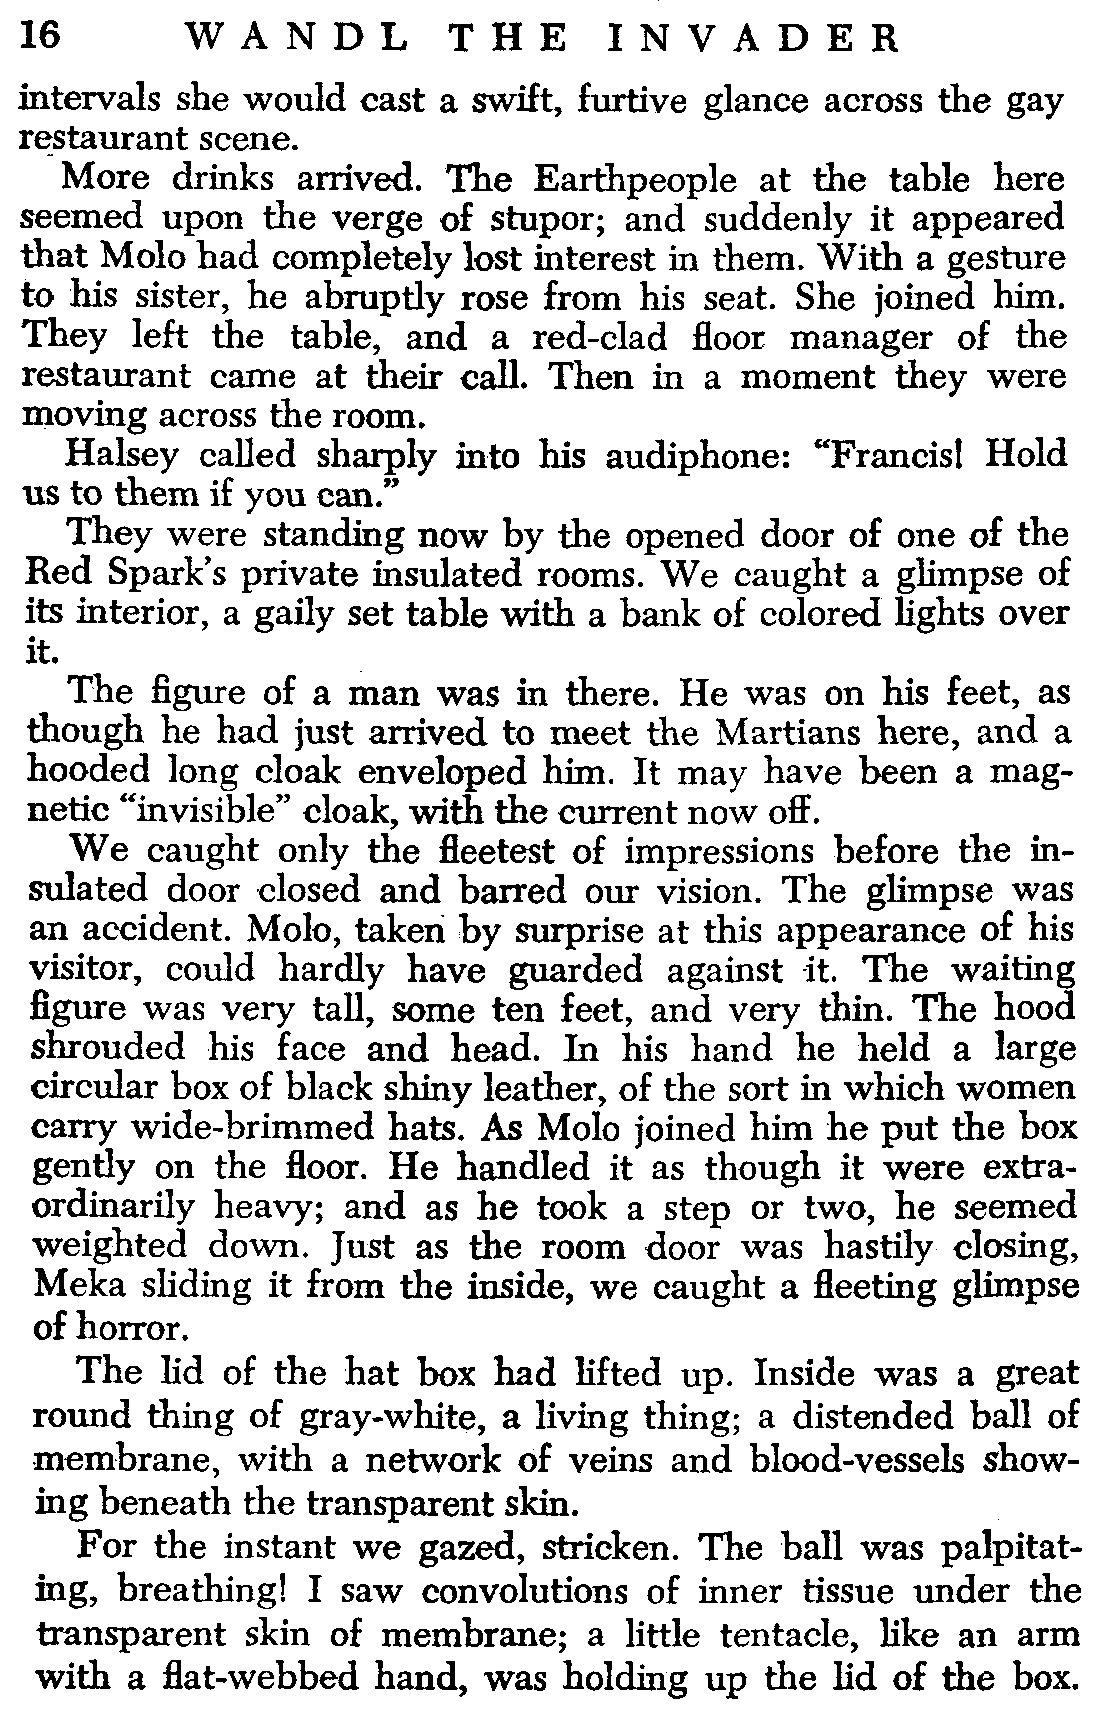 16 WANDL THE INVADER
intervals she would cast a swift, furtive glance across the gay
restaurant scene.
More drinks arrived. The Earthpeople at the table here
seemed upon the verge of stupor; and suddenly it appeared
that Molo had completely lost interest in them. With a gesture
to his sister, he abruptly rose from his seat. She joined him.
They left the table, and a red-clad floor manager of the
restaurant came at their call. Then in a moment they were
moving across the room.
Halsey called sharply into his audiphone: “Francis! Hold
us to them if you can.”
They were standing now by the opened door of one of the
Red Spark’s private insulated rooms. We caught a glimpse of
its interior, a gaily set table with a bank of colored lights over
it.
The figure of a man was in there. He was on his feet, as
though he had just arrived to meet the Martians here, and a
hooded long cloak enveloped him. It may have been a mag-
netic “invisible” cloak, with the current now off.
We caught only the fleetest of impressions before the in-
sulated door closed and barred our vision. The glimpse was
an accident. Molo, taken by surprise at this appearance of his
visitor, could hardly have guarded against it. The waiting
figure was very tall, some ten feet, and very thin. The hood
shrouded his face and head. In his hand he held a large
circular box of black shiny leather, of the sort in which women
carry wide-brimmed hats. As Molo joined him he put the box
gently on the floor. He handled it as though it were extra-
ordinarily heavy; and as he took a step or two, he seemed
weighted down. Just as the room door was hastily closing,
Meka sliding it from the inside, we caught a fleeting glimpse
of horror.
The lid of the hat box had lifted up. Inside was a great
round thing of gray-white, a living thing; a distended ball of
membrane, with a network of veins and blood-vessels show-
ing beneath the transparent skin.
For the instant we gazed, stricken. The ball was palpitat-
ing, breathing! I saw convolutions of inner tissue under the
transparent skin of membrane; a little tentacle, like an arm
with a flat-webbed hand, was holding up the lid of the box.